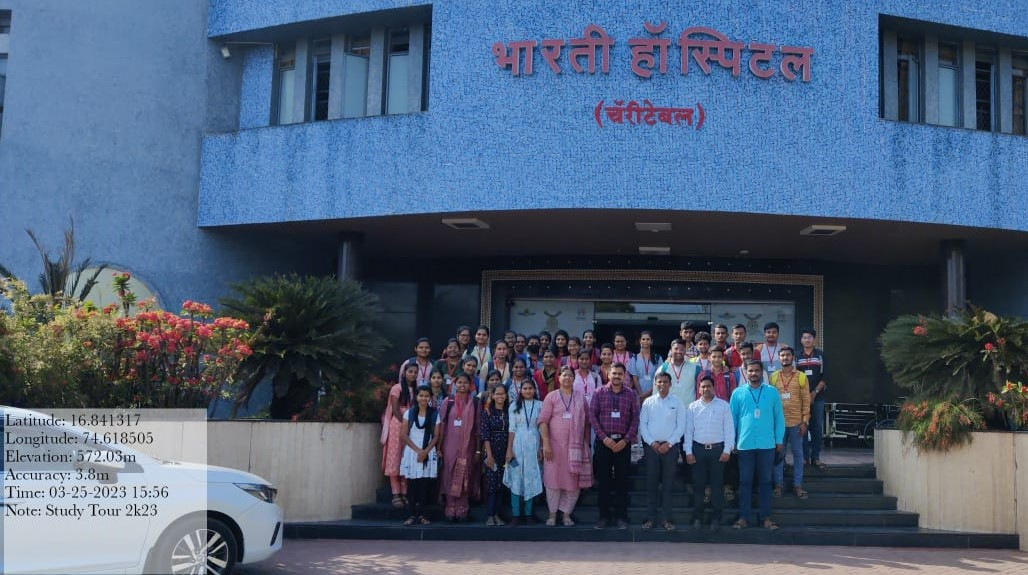 भारती हॉस्पिटल
(चॅरीटेबल)
Latitude: 16.841317
Longitude: 74.618505
Elevation: 572.03m
Accuracy: 3.8m
Time: 03-25-2023 15:56
Note: Study Tour 2k23